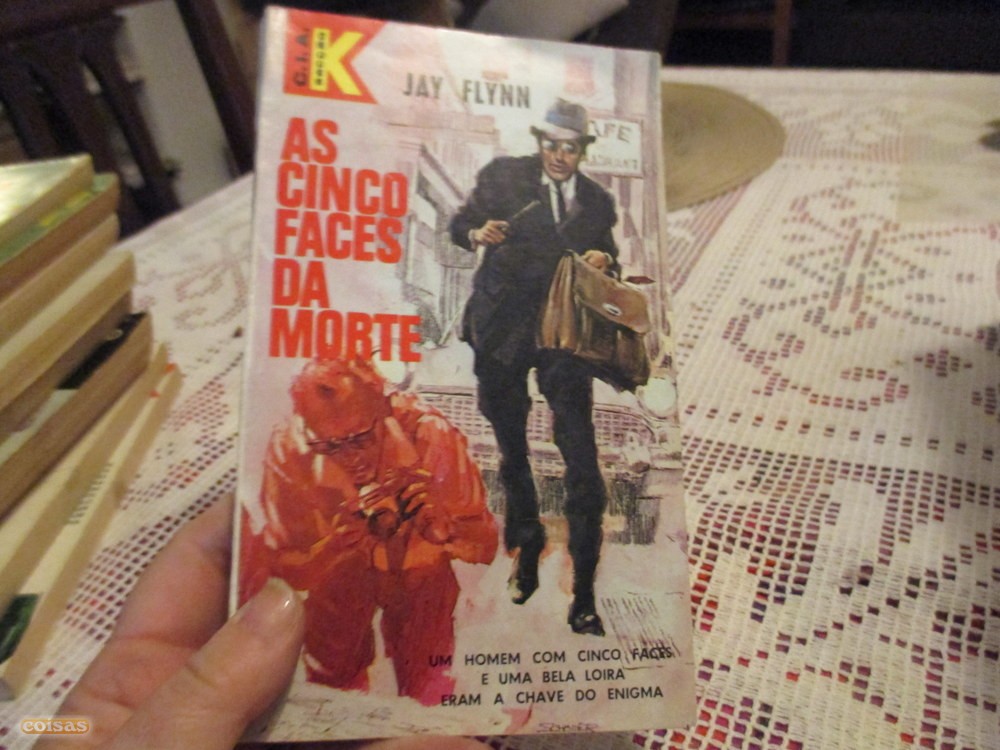 C.I.A.
K
JAY FLYNN
AS
CINCO
FACES
DA
MORTE
AFE
UM HOMEM COM CINCO FACES
E UMA BELA LOIRA
ERAM A CHAVE DO ENIGMA
coisas